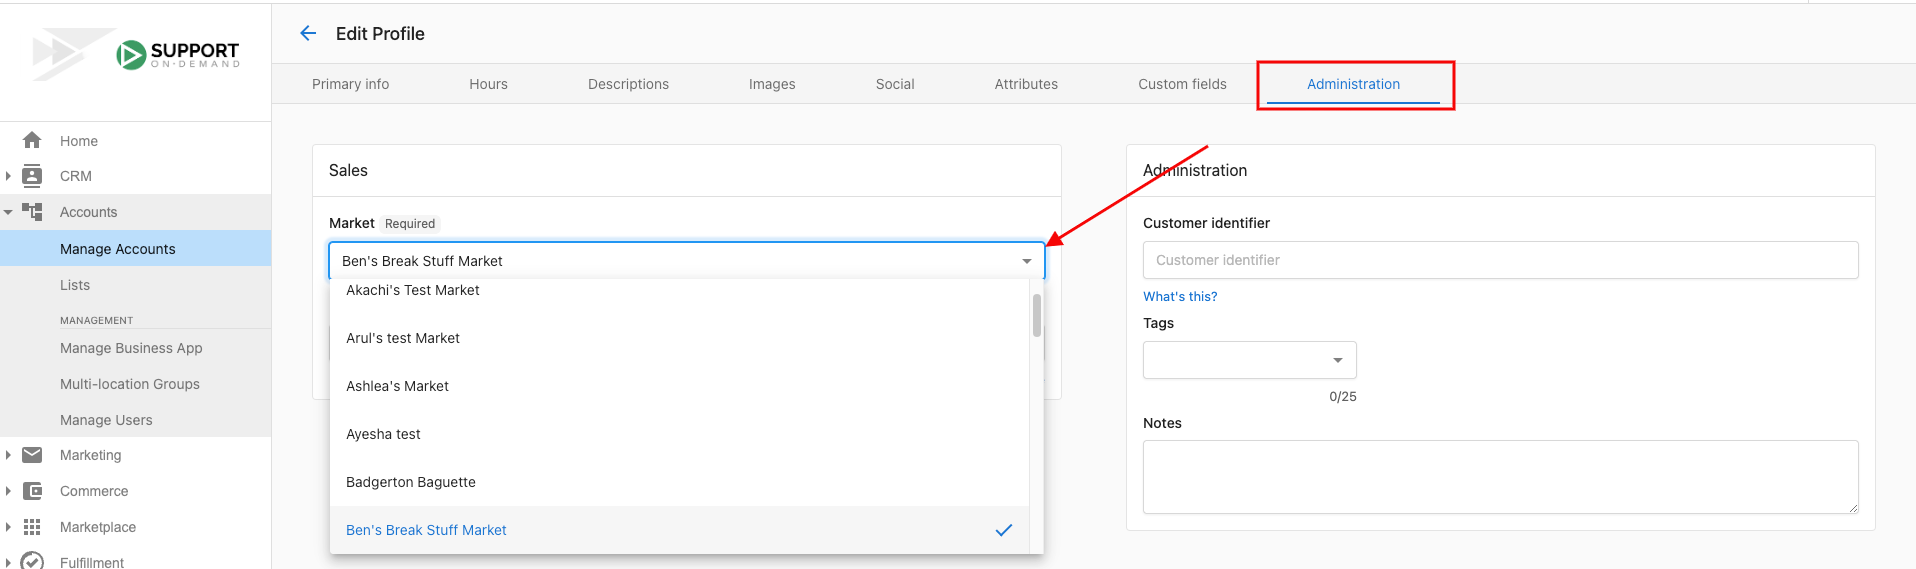 SUPPORT
ON-DEMAND
Home
CRM
Accounts
Manage Accounts
Lists
MANAGEMENT
Manage Business App
Multi-location Groups
Manage Users
Marketing
Commerce
Marketplace
Fulfillment
Edit Profile
Primary info
Hours
Descriptions
Images
Social
Attributes
Custom fields
Administration
Sales
Market Required
Ben's Break Stuff Market
Akachi's Test Market
Arul's test Market
Ashlea's Market
Ayesha test
Badgerton Baguette
Ben's Break Stuff Market
Administration
Customer identifier
Customer identifier
What's this?
Tags
0/25
Notes